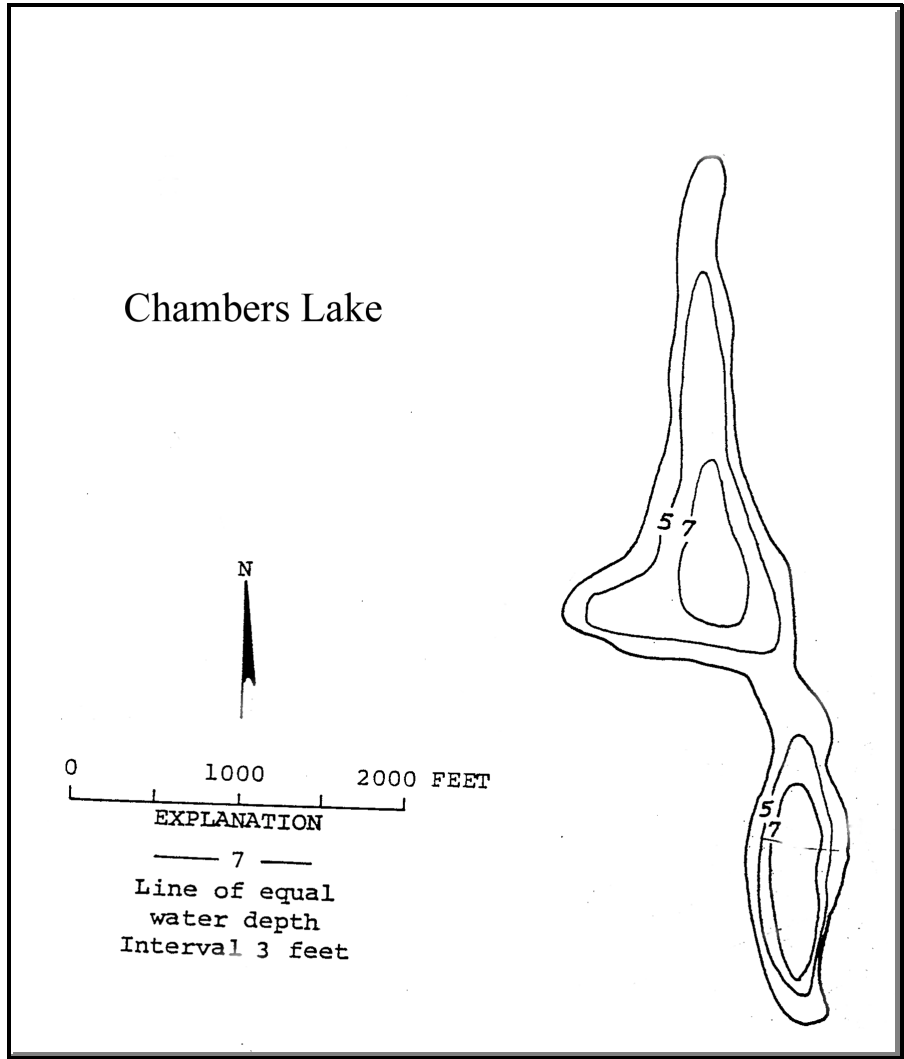 Chambers Lake
5 7
N
0 1000 2000 FEET
5
7
EXPLANATION
7
Line of equal
water depth
Interval 3 feet